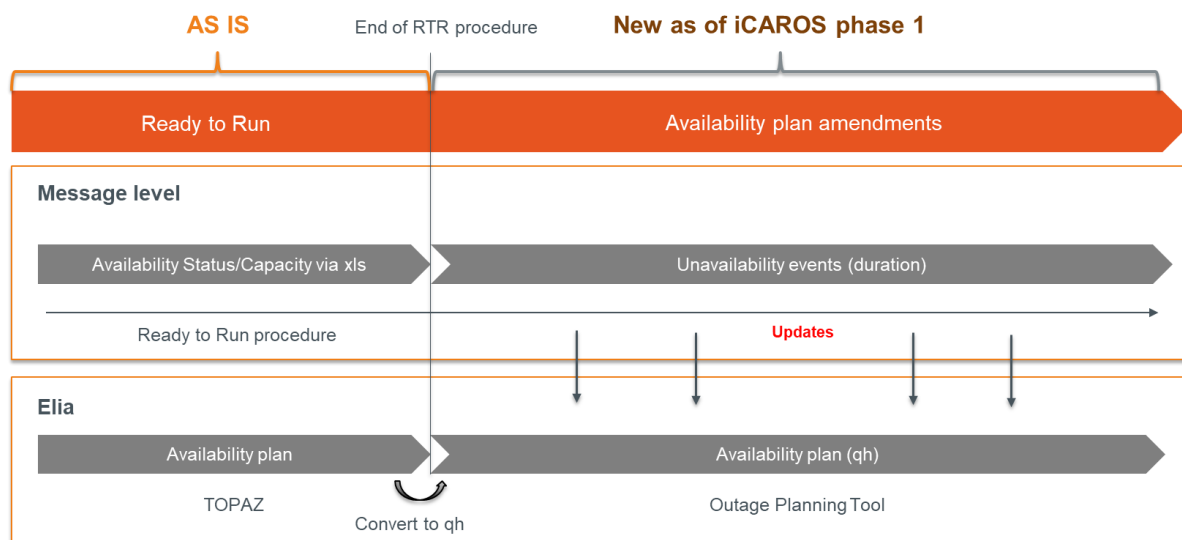 AS IS
End of RTR procedure
New as of iCAROS phase 1
Ready to Run
Availability plan amendments
Message level
Availability Status/Capacity via xls
Unavailability events (duration)
Ready to Run procedure
Updates
Elia
Availability plan
Availability plan (qh)
TOPAZ
Convert to qh
Outage Planning Tool